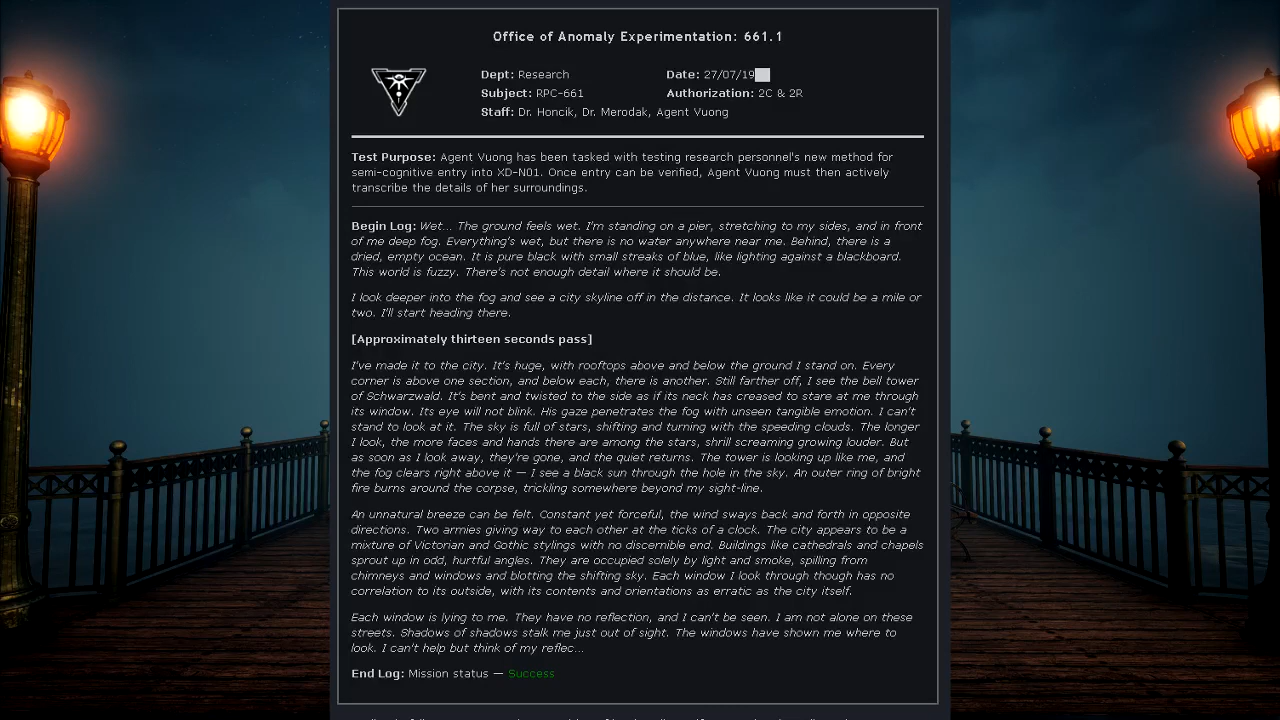 Office of Anomaly Experimentation: 661.1
Dept: Research
Date: 27/07/19
Subject: RPC-661
Authorization: 2C & 2R
Staff: Dr. Honcik, Dr. Merodak, Agent Vuong
Test Purpose: Agent Vuong has been tasked with testing research personnel's new method for
semi-cognitive entry into XD-N01. Once entry can be verified, Agent Vuong must then actively
transcribe the details of her surroundings.
Begin Log: Wet... The ground feels wet. I'm standing on a pier, stretching to my sides, and in front
of me deep fog. Everything's wet, but there is no water anywhere near me. Behind, there is a
dried, empty ocean. It is pure black with small streaks of blue, like lighting against a blackboard.
This world is fuzzy. There's not enough detail where it should be.
I look deeper into the fog and see a city skyline off in the distance. It looks like it could be a mile or
two. I'll start heading there.
[Approximately thirteen seconds pass]
I've made it to the city. It's huge, with rooftops above and below the ground I stand on. Every
corner is above one section, and below each, there is another. Still farther off, I see the bell tower
of Schwarzwald. It's bent and twisted to the side as if its neck has creased to stare at me through
its window. Its eye will not blink. His gaze penetrates the fog with unseen tangible emotion. I can't
stand to look at it. The sky is full of stars, shifting and turning with the speeding clouds. The longer
I look, the more faces and hands there are among the stars, shrill screaming growing louder. But
as soon as I look away, they're gone, and the quiet returns. The tower is looking up like me, and
the fog clears right above it — I see a black sun through the hole in the sky. An outer ring of bright
fire burns around the corpse, trickling somewhere beyond my sight-line.
An unnatural breeze can be felt. Constant yet forceful, the wind sways back and forth in opposite
directions. Two armies giving way to each other at the ticks of a clock. The city appears to be a
mixture of Victorian and Gothic stylings with no discernible end. Buildings like cathedrals and chapels
sprout up in odd, hurtful angles. They are occupied solely by light and smoke, spilling from
chimneys and windows and blotting the shifting sky. Each window I look through though has no
correlation to its outside, with its contents and orientations as erratic as the city itself.
Each window is lying to me. They have no reflection, and I can't be seen. I am not alone on these
streets. Shadows of shadows stalk me just out of sight. The windows have shown me where to
look. I can't help but think of my reflec...
End Log: Mission status — Success